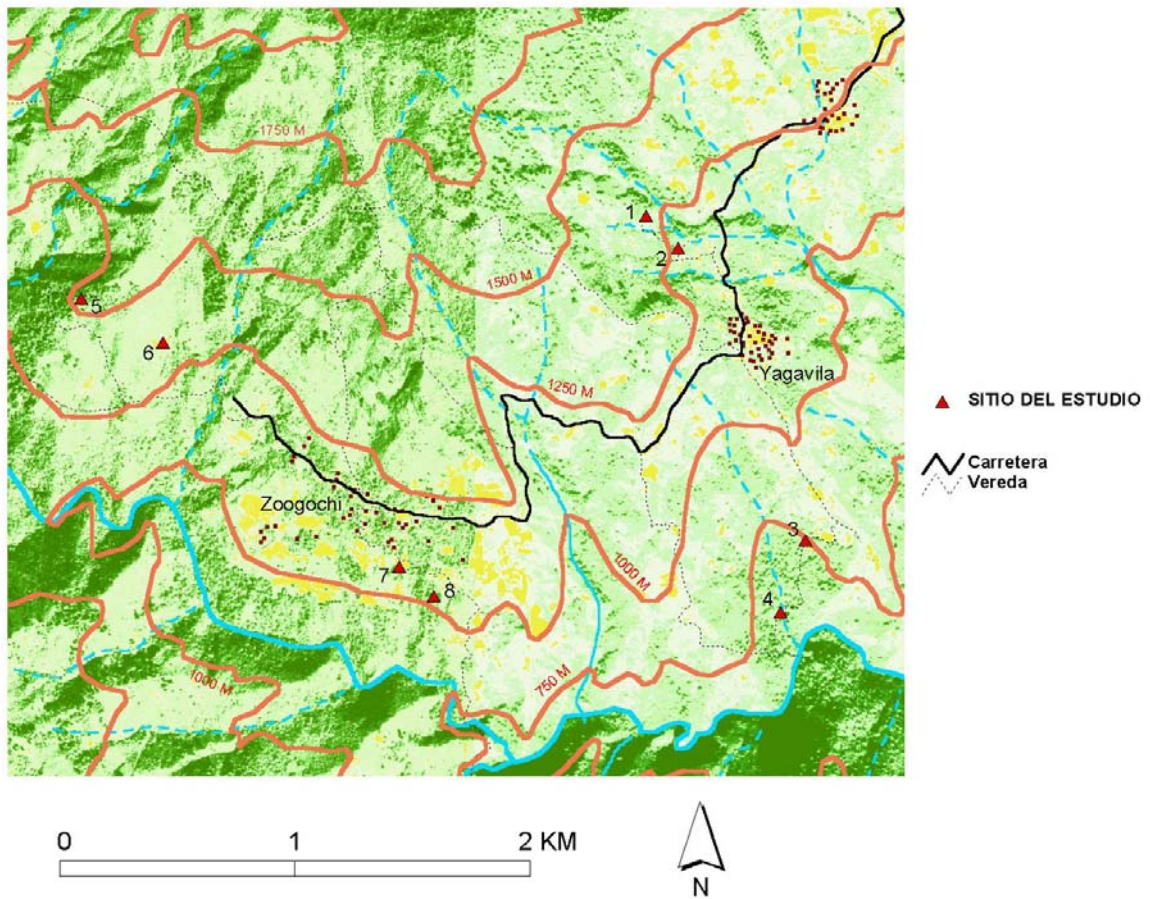 1750 M
1
2
1500 M
5
6
1250 M
Yagavila
Zoogochi
3
7
8
1000 M
4
1000 M
750 M
SITIO DEL ESTUDIO
Carretera
Vereda
0 1 2 KM
N